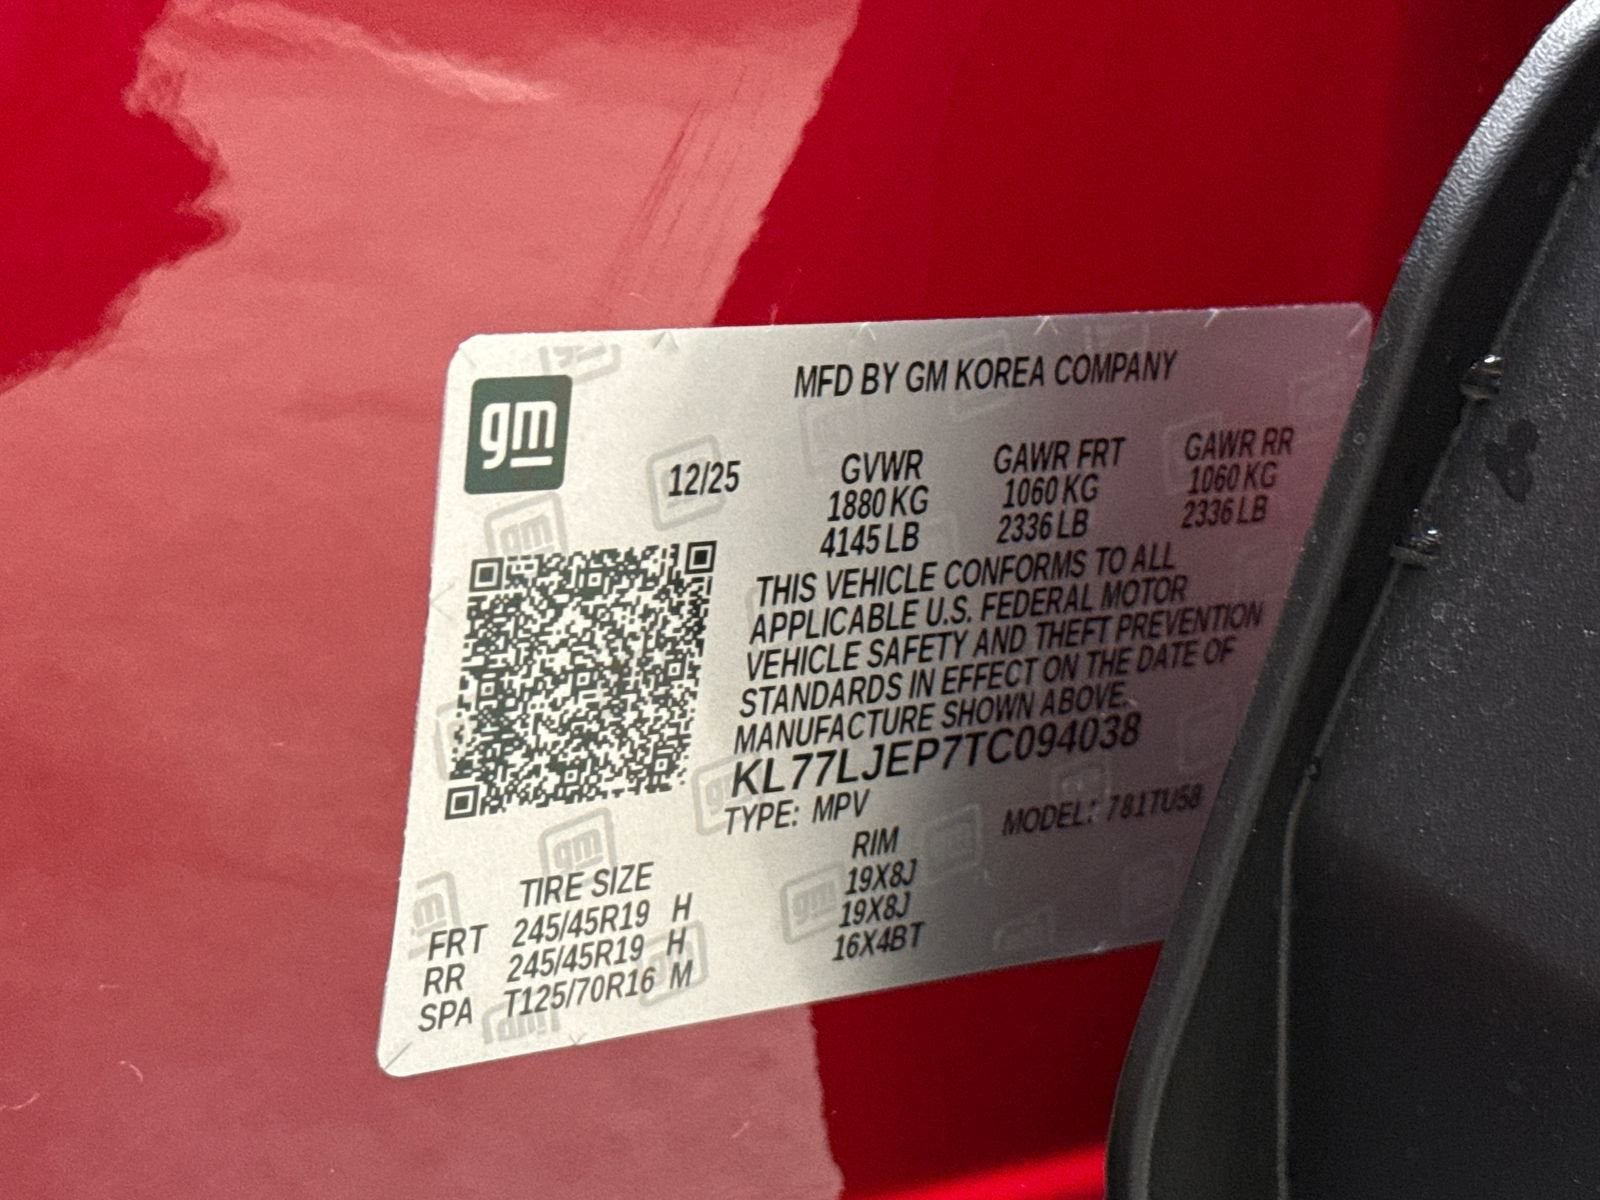 gm
MFD BY GM KOREA COMPANY
12/25 GVWR GAWR FRT GAWR RR
1880 KG 1060 KG 1060 KG
4145 LB 2336 LB 2336 LB
THIS VEHICLE CONFORMS TO ALL
APPLICABLE U.S. FEDERAL MOTOR
VEHICLE SAFETY AND THEFT PREVENTION
STANDARDS IN EFFECT ON THE DATE OF
MANUFACTURE SHOWN ABOVE.
KL77LJEP7TC094038
TYPE: MPV MODEL: 781TU58
TIRE SIZE RIM
FRT 245/45R19 H 19X8J
RR 245/45R19 H 19X8J
SPA T125/70R16 M 16X4BT